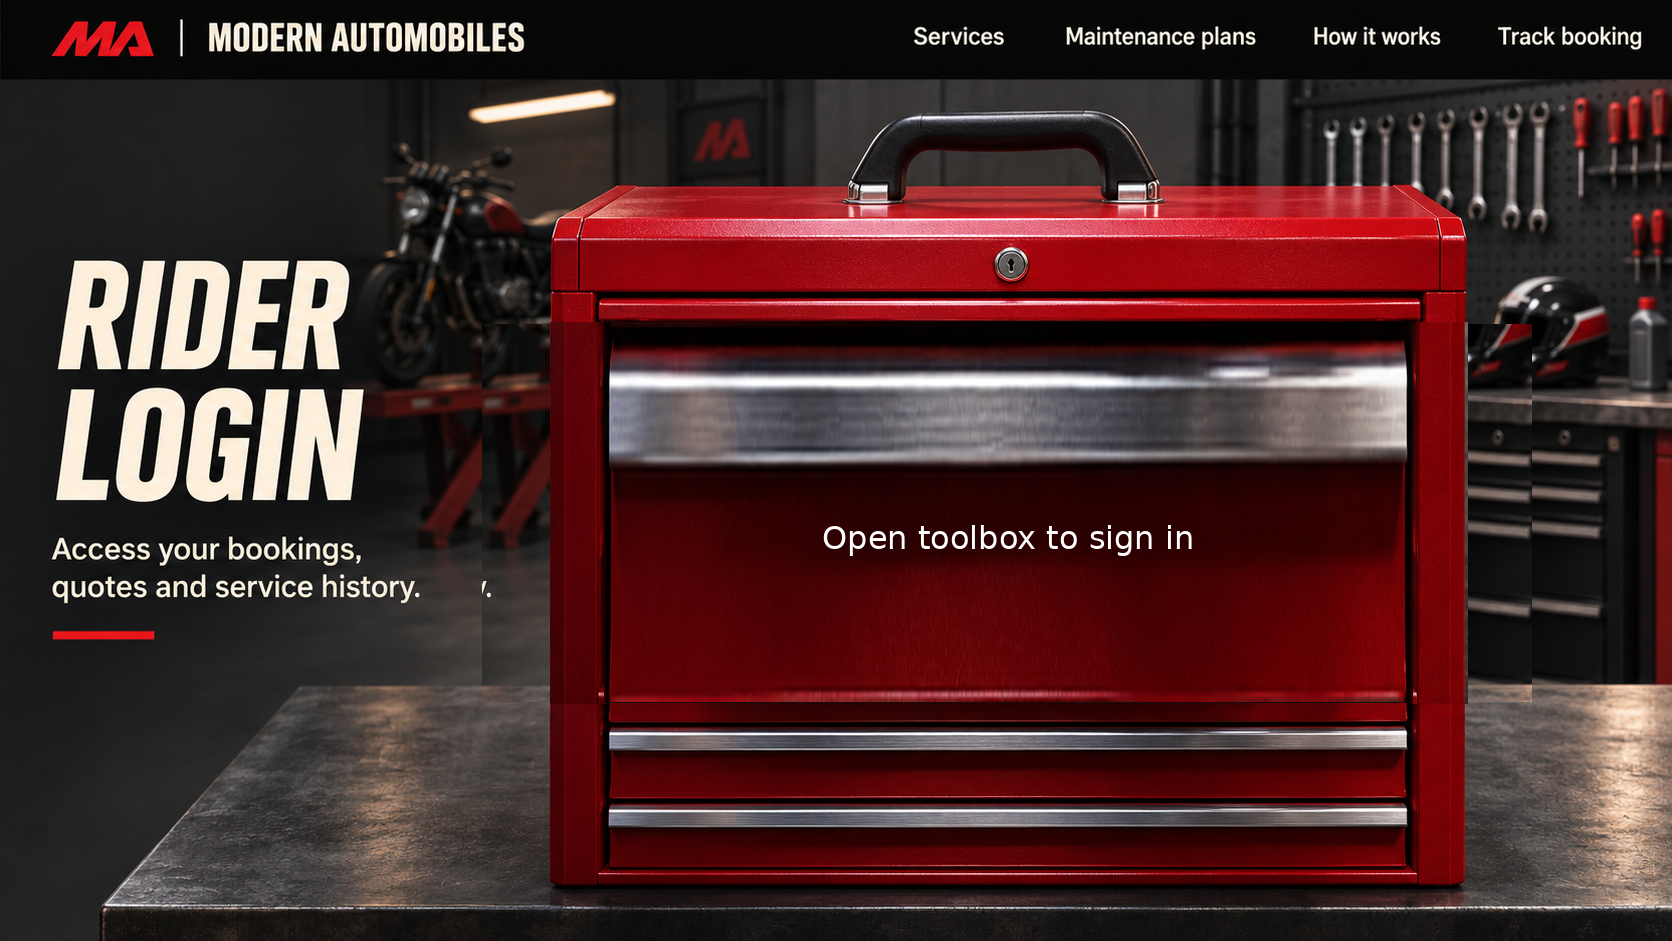 MA
MODERN AUTOMOBILES
Services
Maintenance plans
How it works
Track booking
MA
RIDER
LOGIN
Access your bookings,
quotes and service history.
y.
Open toolbox to sign in